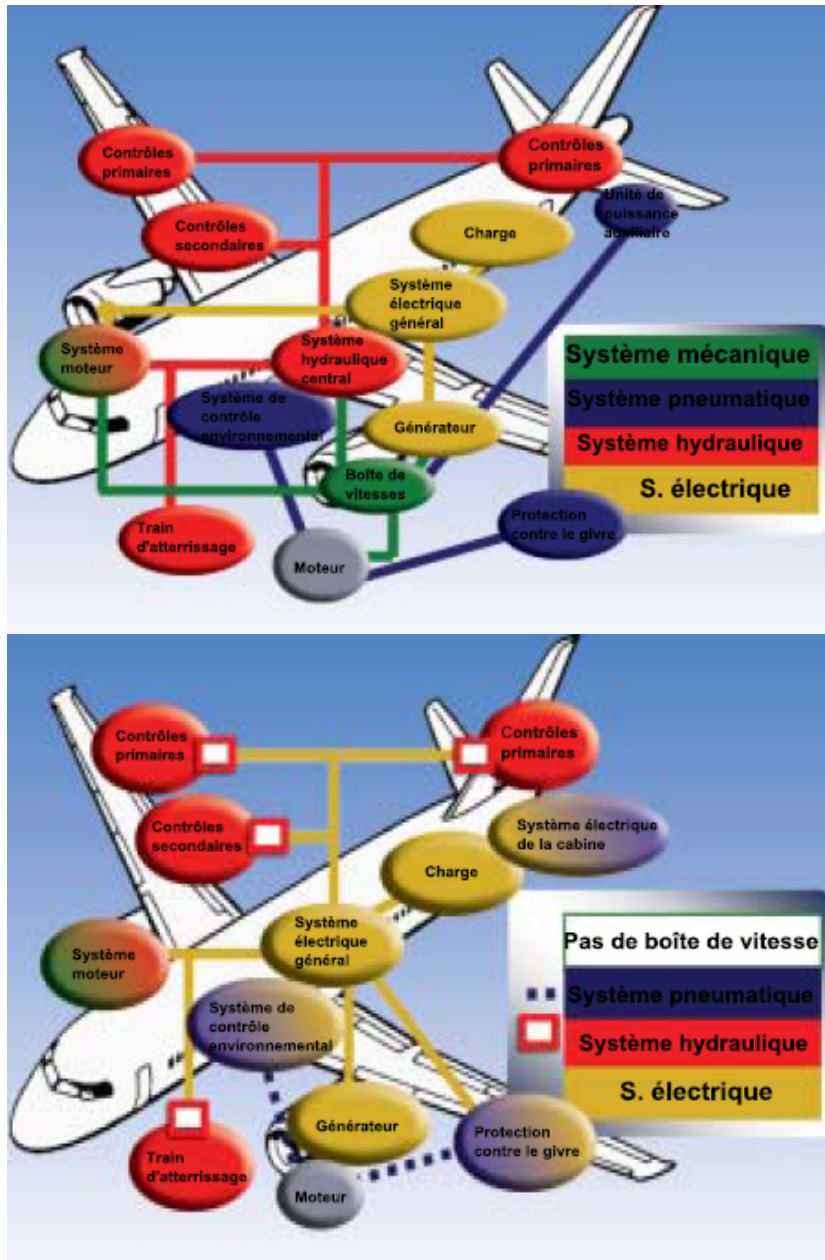 Contrôles
primaires
Contrôles
primaires
Unité de
puissance
auxiliaire
Contrôles
secondaires
Charge
Système
électrique
général
Système
moteur
Système
hydraulique
central
Système de
contrôle
environnemental
Générateur
Boîte de
vitesses
Train
d'atterrissage
Moteur
Protection
contre le givre
Système mécanique
Système pneumatique
Système hydraulique
S. électrique
Contrôles
primaires
Contrôles
primaires
Contrôles
secondaires
Système électrique
de la cabine
Charge
Système
électrique
général
Système
moteur
Système de
contrôle
environnemental
Générateur
Protection
contre le givre
Train
d'atterrissage
Moteur
Pas de boîte de vitesse
Système pneumatique
Système hydraulique
S. électrique